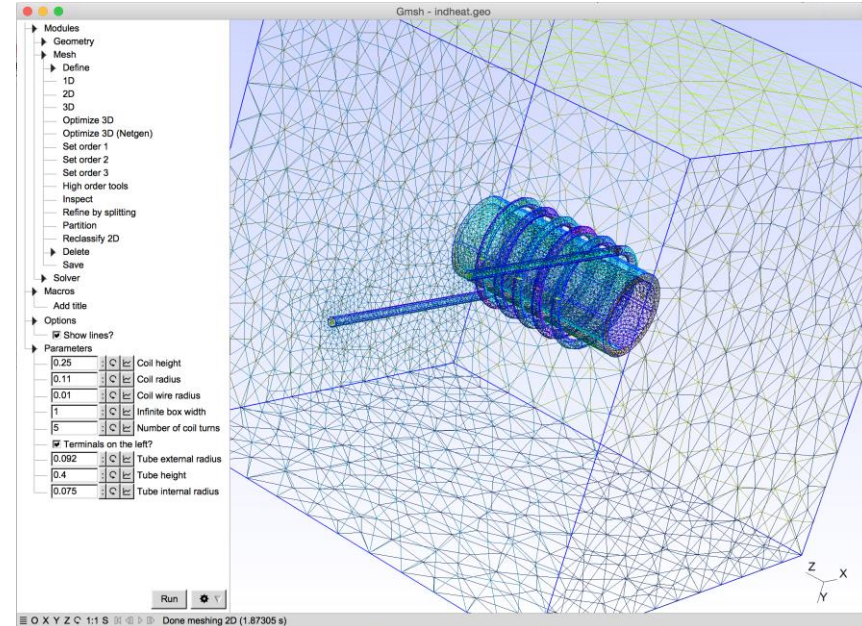 Gmsh - indheat.geo
Modules
Geometry
Mesh
Define
1D
2D
3D
Optimize 3D
Optimize 3D (Netgen)
Set order 1
Set order 2
Set order 3
High order tools
Inspect
Refine by splitting
Partition
Reclassify 2D
Delete
Save
Solver
Macros
Add title
Options
Show lines?
Parameters
0.25 Coil height
0.11 Coil radius
0.01 Coil wire radius
1 Infinite box width
5 Number of coil turns
Terminals on the left?
0.092 Tube external radius
0.4 Tube height
0.075 Tube internal radius
Z X
Y
Run
O X Y Z 1:1 S Done meshing 2D (1.87305 s)